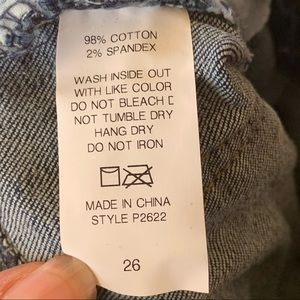 98% COTTON
2% SPANDEX
WASH INSIDE OUT
WITH LIKE COLOR
DO NOT BLEACH D
NOT TUMBLE DRY
HANG DRY
DO NOT IRON
MADE IN CHINA
STYLE P2622
26